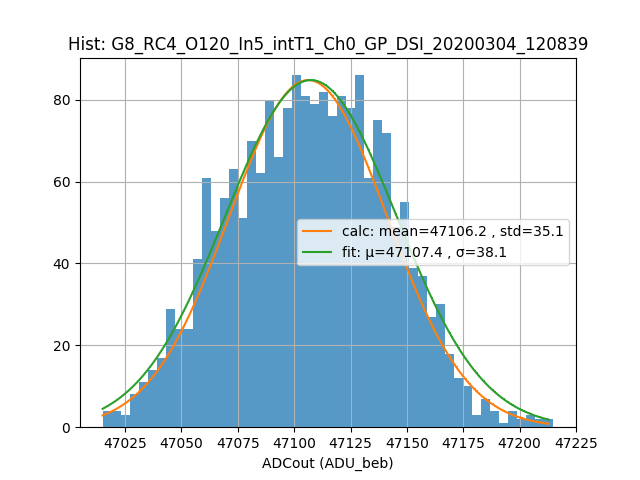 Hist: G8_RC4_O120_In5_intT1_Ch0_GP_DSI_20200304_120839
80
60
40
20
0
calc: mean=47106.2 , std=35.1
fit: μ=47107.4 , σ=38.1
47025 47050 47075 47100 47125 47150 47175 47200 47225
ADCout (ADU_beb)